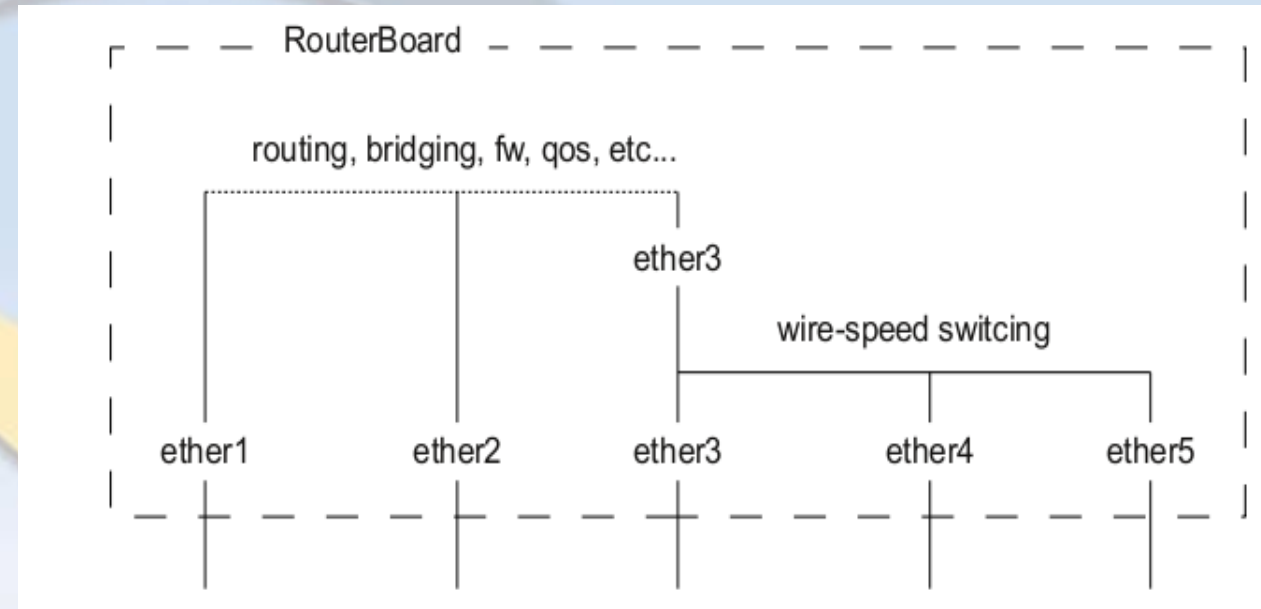 RouterBoard
routing, bridging, fw, qos, etc...
ether3
wire-speed switcing
ether1
ether2
ether3
ether4
ether5